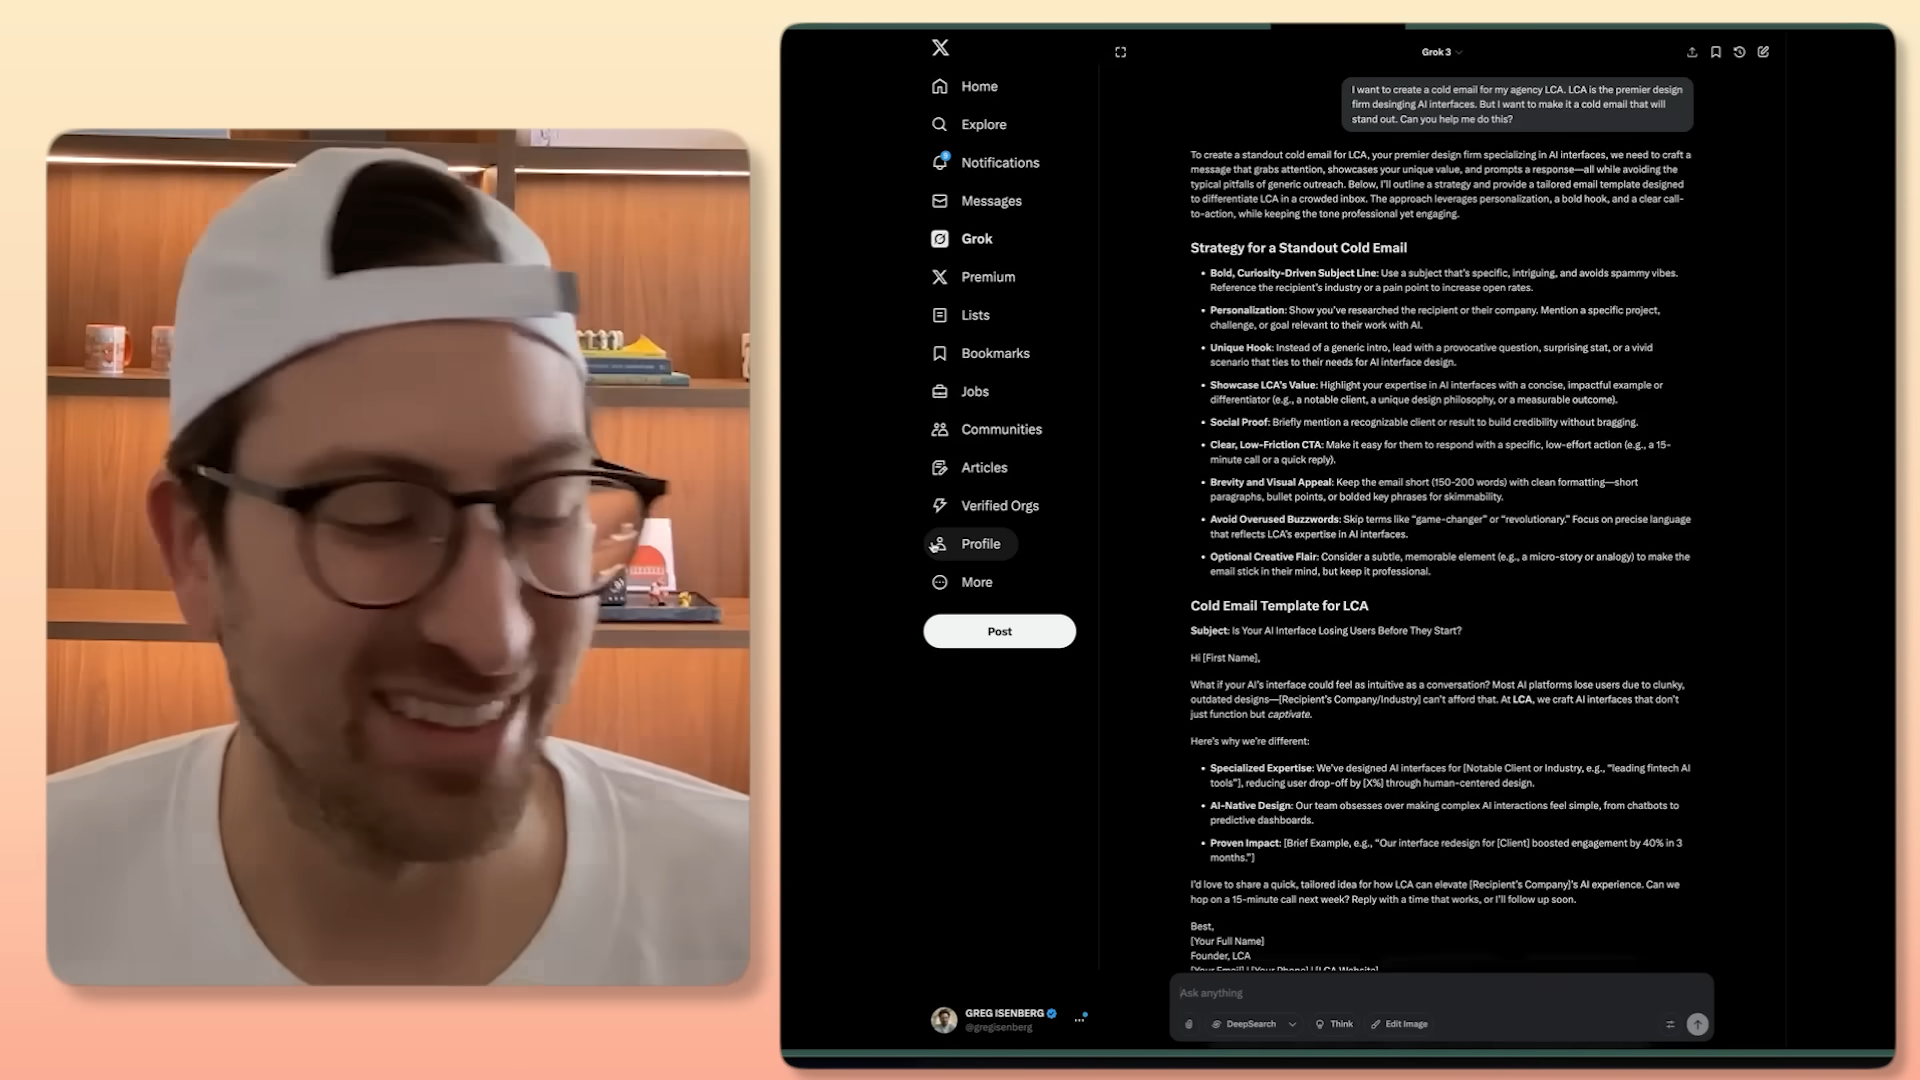 Home
Explore
Notifications
Messages
Grok
Premium
Lists
Bookmarks
Jobs
Communities
Articles
Verified Orgs
Profile
More
Post
GREG ISENBERG
@gregisenberg
Grok 3
I want to create a cold email for my agency LCA. LCA is the premier design
firm desinging AI interfaces. But I want to make it a cold email that will
stand out. Can you help me do this?
To create a standout cold email for LCA, your premier design firm specializing in AI interfaces, we need to craft a
message that grabs attention, showcases your unique value, and prompts a response—all while avoiding the
typical pitfalls of generic outreach. Below, I'll outline a strategy and provide a tailored email template designed
to differentiate LCA in a crowded inbox. The approach leverages personalization, a bold hook, and a clear call-
to-action, while keeping the tone professional yet engaging.
Strategy for a Standout Cold Email
• Bold, Curiosity-Driven Subject Line: Use a subject that's specific, intriguing, and avoids spammy vibes.
Reference the recipient's industry or a pain point to increase open rates.
• Personalization: Show you've researched the recipient or their company. Mention a specific project,
challenge, or goal relevant to their work with AI.
• Unique Hook: Instead of a generic intro, lead with a provocative question, surprising stat, or a vivid
scenario that ties to their needs for AI interface design.
• Showcase LCA's Value: Highlight your expertise in AI interfaces with a concise, impactful example or
differentiator (e.g., a notable client, a unique design philosophy, or a measurable outcome).
• Social Proof: Briefly mention a recognizable client or result to build credibility without bragging.
• Clear, Low-Friction CTA: Make it easy for them to respond with a specific, low-effort action (e.g., a 15-
minute call or a quick reply).
• Brevity and Visual Appeal: Keep the email short (150-200 words) with clean formatting—short
paragraphs, bullet points, or bolded key phrases for skimmability.
• Avoid Overused Buzzwords: Skip terms like "game-changer" or "revolutionary." Focus on precise language
that reflects LCA's expertise in AI interfaces.
• Optional Creative Flair: Consider a subtle, memorable element (e.g., a micro-story or analogy) to make the
email stick in their mind, but keep it professional.
Cold Email Template for LCA
Subject: Is Your AI Interface Losing Users Before They Start?
Hi [First Name],
What if your AI's interface could feel as intuitive as a conversation? Most AI platforms lose users due to clunky,
outdated designs—[Recipient's Company/Industry] can't afford that. At LCA, we craft AI interfaces that don't
just function but captivate.
Here's why we're different:
• Specialized Expertise: We've designed AI interfaces for [Notable Client or Industry, e.g., "leading fintech AI
tools"], reducing user drop-off by [X%] through human-centered design.
• AI-Native Design: Our team obsesses over making complex AI interactions feel simple, from chatbots to
predictive dashboards.
• Proven Impact: [Brief Example, e.g., "Our interface redesign for [Client] boosted engagement by 40% in 3
months."]
I'd love to share a quick, tailored idea for how LCA can elevate [Recipient's Company]'s AI experience. Can we
hop on a 15-minute call next week? Reply with a time that works, or I'll follow up soon.
Best,
[Your Full Name]
Founder, LCA
[Your Email] | [Your Phone] | [LCA Website]
Ask anything
DeepSearch
Think
Edit Image